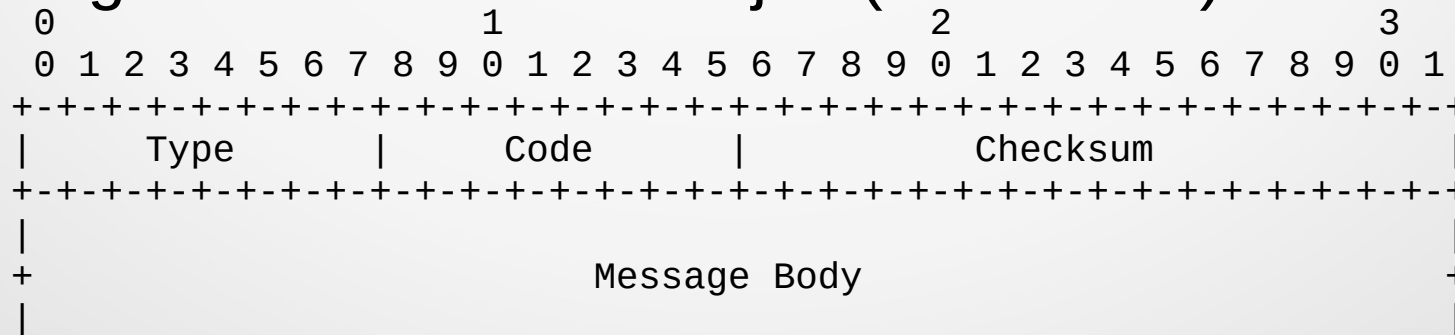 0                   1                   2                   3
 0 1 2 3 4 5 6 7 8 9 0 1 2 3 4 5 6 7 8 9 0 1 2 3 4 5 6 7 8 9 0 1
+-+-+-+-+-+-+-+-+-+-+-+-+-+-+-+-+-+-+-+-+-+-+-+-+-+-+-+-+-+-+-+-+
|     Type      |     Code      |          Checksum             |
+-+-+-+-+-+-+-+-+-+-+-+-+-+-+-+-+-+-+-+-+-+-+-+-+-+-+-+-+-+-+-+-+
|                                                               |
+                         Message Body                          +
|                                                               |